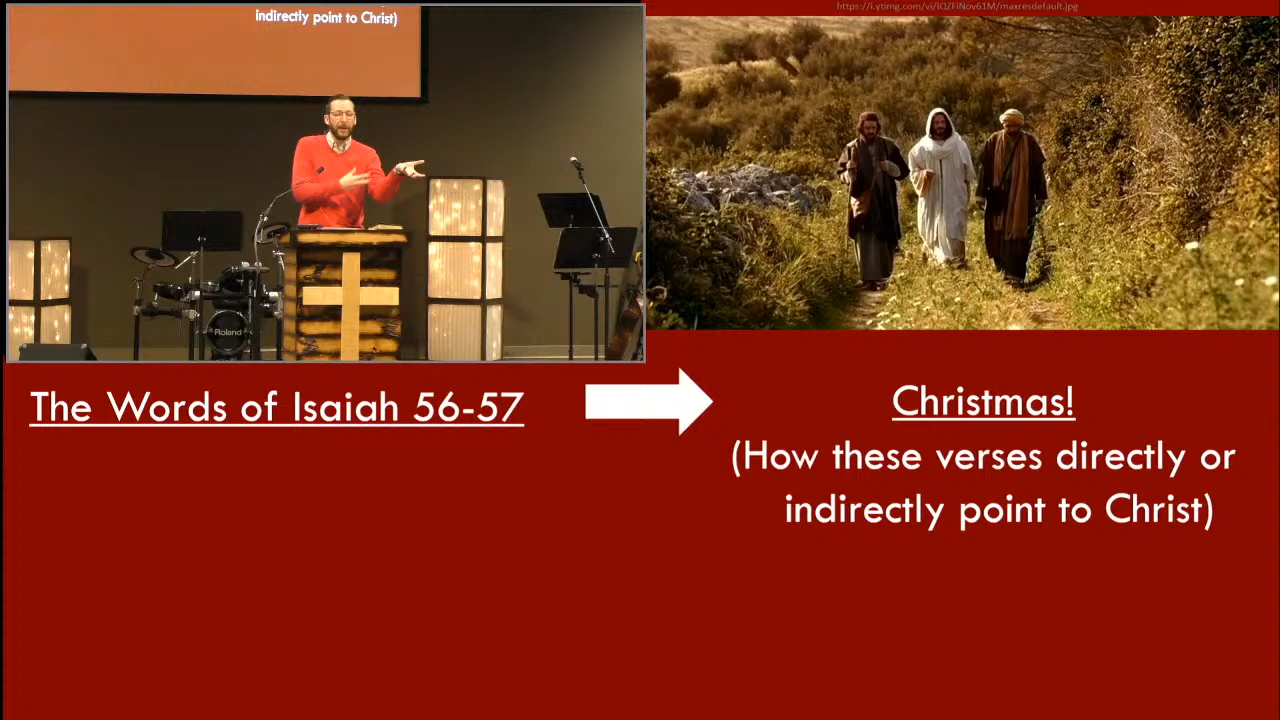 indirectly point to Christ)
Roland
https://i.ytimg.com/vi/IQZFiNov61M/maxresdefault.jpg
The Words of Isaiah 56-57
Christmas!
(How these verses directly or
indirectly point to Christ)